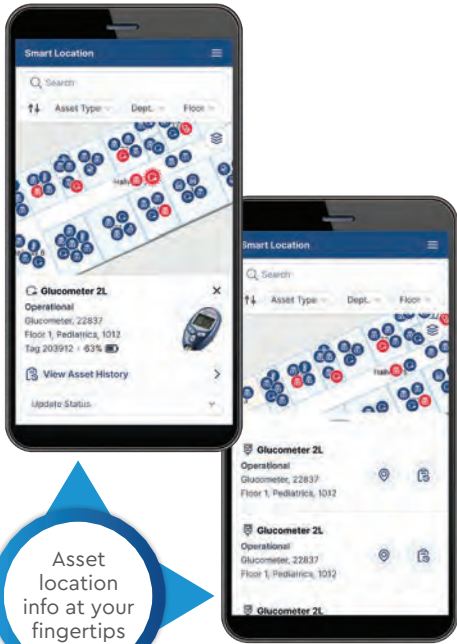 Smart Location
Search
Asset Type
Dept.
Floor
Glucometer 2L
Operational
Glucometer, 22837
Floor 1, Pediatrics, 1012
Tag 203912 - 63%
View Asset History
Update Status
Smart Location
Search
Asset Type
Dept.
Floor
Glucometer 2L
Operational
Glucometer, 22837
Floor 1, Pediatrics, 1012
Glucometer 2L
Operational
Glucometer, 22837
Floor 1, Pediatrics, 1012
Glucometer 2L
Asset
location
info at your
fingertips